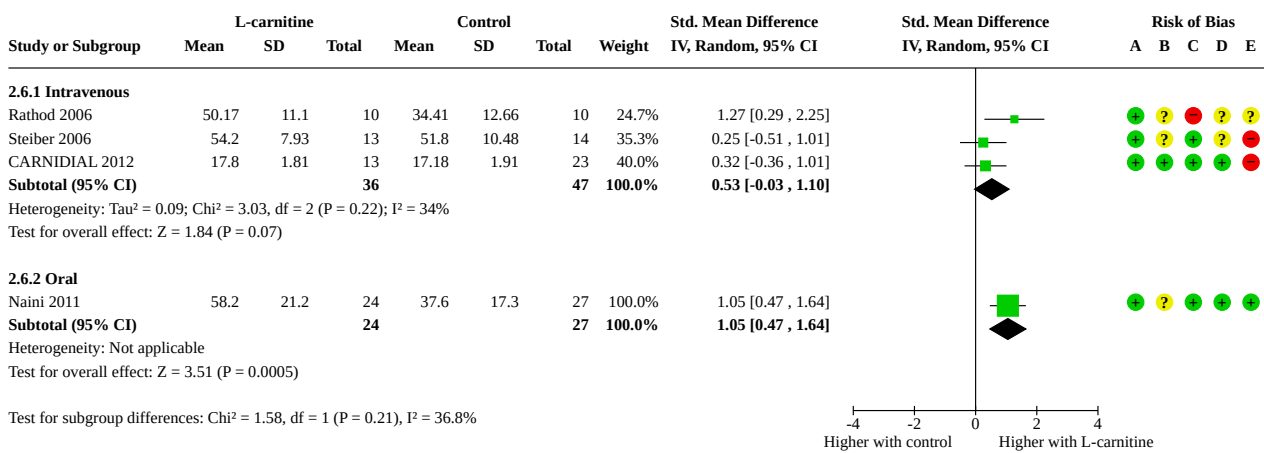 L-carnitine Control Std. Mean Difference Std. Mean Difference Risk of Bias
Study or Subgroup Mean SD Total Mean SD Total Weight IV, Random, 95% CI IV, Random, 95% CI A B C D E
2.6.1 Intravenous
Rathod 2006 50.17 11.1 10 34.41 12.66 10 24.7% 1.27 [0.29 , 2.25] + ? − ? ?
Steiber 2006 54.2 7.93 13 51.8 10.48 14 35.3% 0.25 [-0.51 , 1.01] + ? + ? −
CARNIDIAL 2012 17.8 1.81 13 17.18 1.91 23 40.0% 0.32 [-0.36 , 1.01] + + + + −
Subtotal (95% CI) 36 47 100.0% 0.53 [-0.03 , 1.10]
Heterogeneity: Tau² = 0.09; Chi² = 3.03, df = 2 (P = 0.22); I² = 34%
Test for overall effect: Z = 1.84 (P = 0.07)
2.6.2 Oral
Naini 2011 58.2 21.2 24 37.6 17.3 27 100.0% 1.05 [0.47 , 1.64] + ? + + +
Subtotal (95% CI) 24 27 100.0% 1.05 [0.47 , 1.64]
Heterogeneity: Not applicable
Test for overall effect: Z = 3.51 (P = 0.0005)
Test for subgroup differences: Chi² = 1.58, df = 1 (P = 0.21), I² = 36.8%
-4 -2 0 2 4
Higher with control Higher with L-carnitine